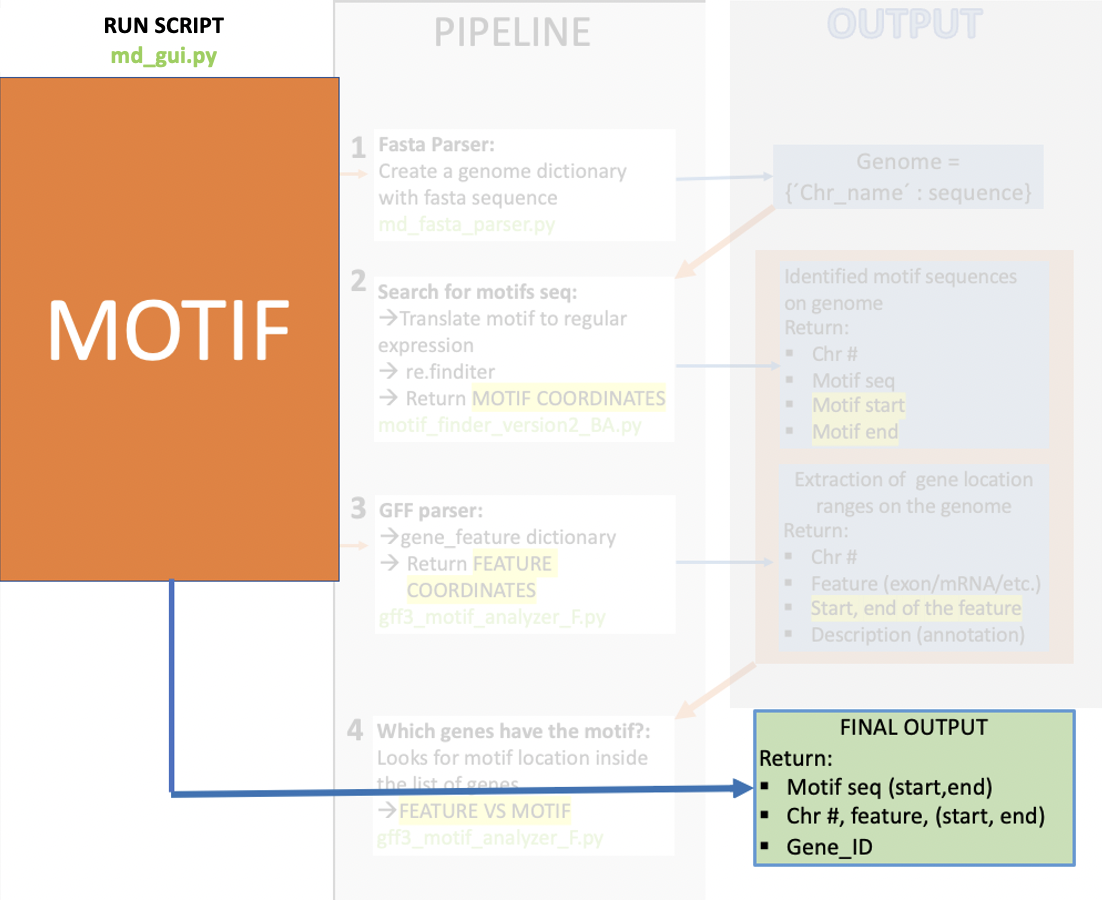 RUN SCRIPT
md_gui.py
MOTIF
PIPELINE
1
Fasta Parser:
Create a genome dictionary
with fasta sequence
md_fasta_parser.py
2
Search for motifs seq:
→Translate motif to regular
expression
→ re.finditer
→ Return MOTIF COORDINATES
motif_finder_version2_BA.py
3
GFF parser:
→gene_feature dictionary
→ Return FEATURE
COORDINATES
gff3_motif_analyzer_F.py
4
Which genes have the motif?:
Looks for motif location inside
the list of genes
→FEATURE VS MOTIF
gff3_motif_analyzer_F.py
OUTPUT
Genome =
{´Chr_name´ : sequence}
Identified motif sequences
on genome
Return:
▪ Chr #
▪ Motif seq
▪ Motif start
▪ Motif end
Extraction of gene location
ranges on the genome
Return:
▪ Chr #
▪ Feature (exon/mRNA/etc.)
▪ Start, end of the feature
▪ Description (annotation)
FINAL OUTPUT
Return:
▪ Motif seq (start,end)
▪ Chr #, feature, (start, end)
▪ Gene_ID